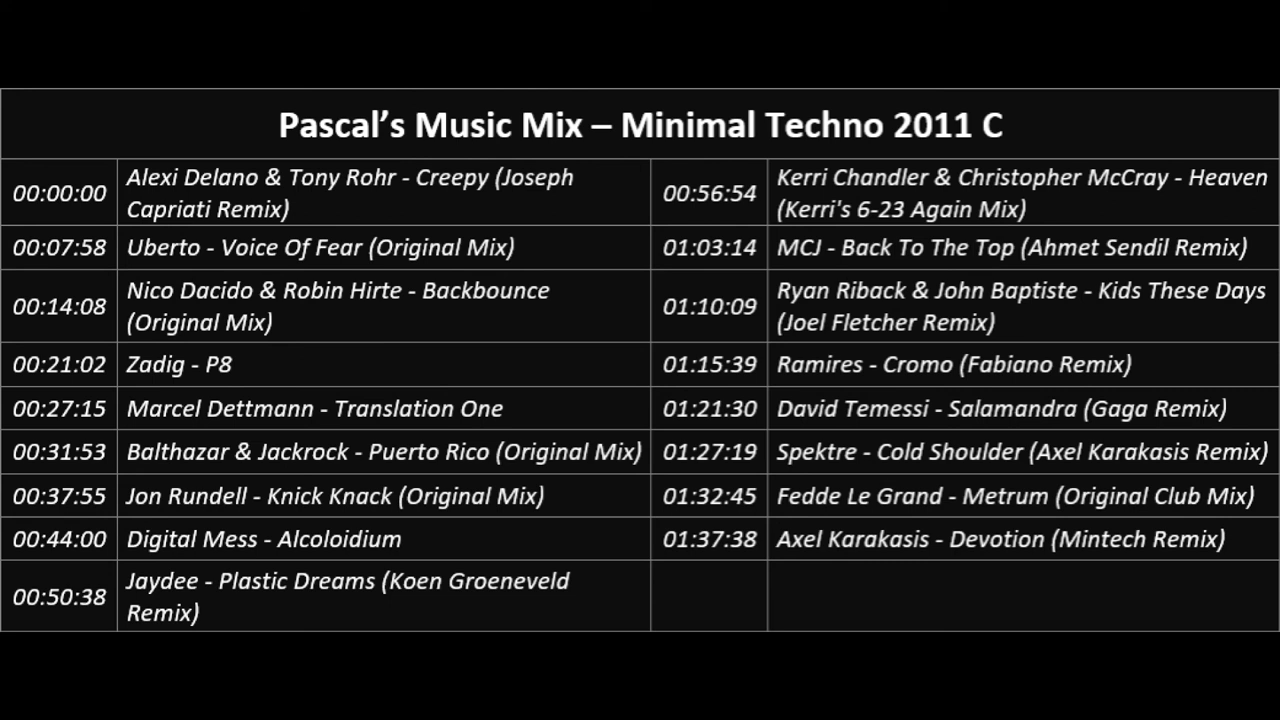 Pascal’s Music Mix – Minimal Techno 2011 C
00:00:00 Alexi Delano & Tony Rohr - Creepy (Joseph
Capriati Remix)
00:07:58 Uberto - Voice Of Fear (Original Mix)
00:14:08 Nico Dacido & Robin Hirte - Backbounce
(Original Mix)
00:21:02 Zadig - P8
00:27:15 Marcel Dettmann - Translation One
00:31:53 Balthazar & Jackrock - Puerto Rico (Original Mix)
00:37:55 Jon Rundell - Knick Knack (Original Mix)
00:44:00 Digital Mess - Alcoloidium
00:50:38 Jaydee - Plastic Dreams (Koen Groeneveld
Remix)
00:56:54 Kerri Chandler & Christopher McCray - Heaven
(Kerri's 6-23 Again Mix)
01:03:14 MCJ - Back To The Top (Ahmet Sendil Remix)
01:10:09 Ryan Riback & John Baptiste - Kids These Days
(Joel Fletcher Remix)
01:15:39 Ramires - Cromo (Fabiano Remix)
01:21:30 David Temessi - Salamandra (Gaga Remix)
01:27:19 Spektre - Cold Shoulder (Axel Karakasis Remix)
01:32:45 Fedde Le Grand - Metrum (Original Club Mix)
01:37:38 Axel Karakasis - Devotion (Mintech Remix)